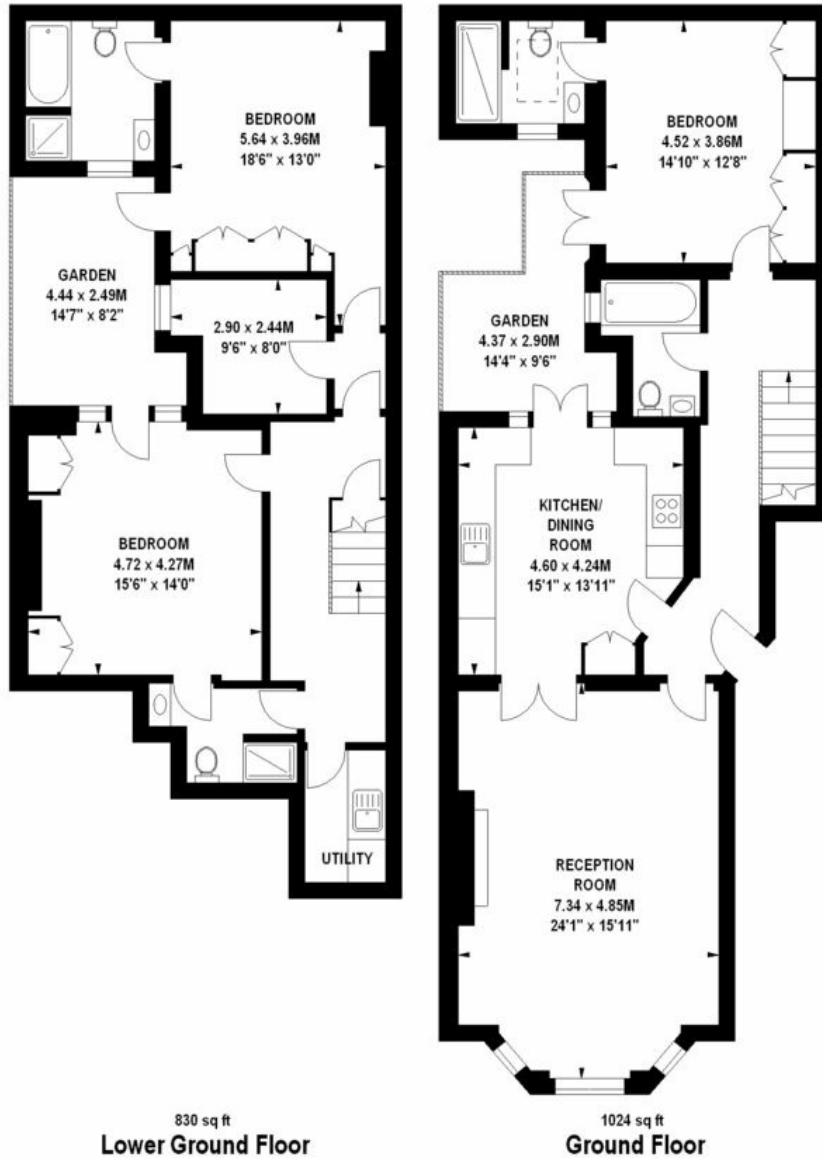 BEDROOM
5.64 x 3.96M
18'6" x 13'0"
GARDEN
4.44 x 2.49M
14'7" x 8'2"
2.90 x 2.44M
9'6" x 8'0"
BEDROOM
4.72 x 4.27M
15'6" x 14'0"
UTILITY
830 sq ft
Lower Ground Floor
BEDROOM
4.52 x 3.86M
14'10" x 12'8"
GARDEN
4.37 x 2.90M
14'4" x 9'6"
KITCHEN/
DINING
ROOM
4.60 x 4.24M
15'1" x 13'11"
RECEPTION
ROOM
7.34 x 4.85M
24'1" x 15'11"
1024 sq ft
Ground Floor